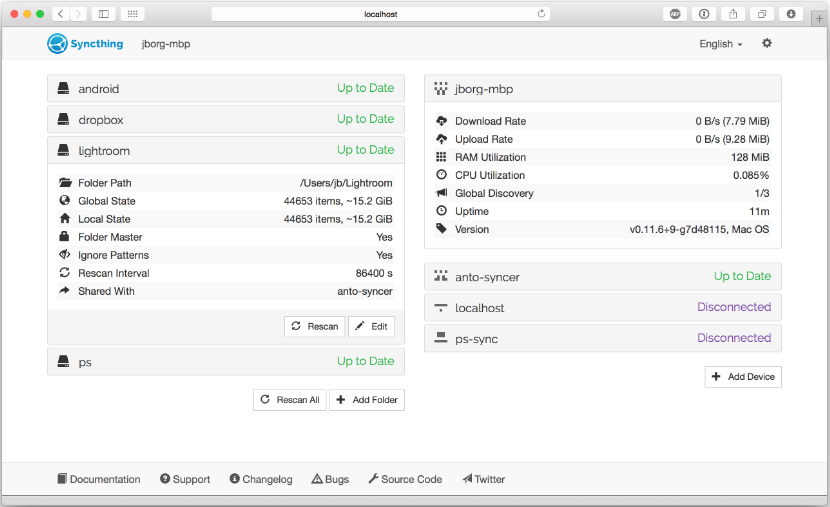 localhost
Syncthing jborg-mbp English
android Up to Date
dropbox Up to Date
lightroom Up to Date
Folder Path /Users/jb/Lightroom
Global State 44653 items, ~15.2 GiB
Local State 44653 items, ~15.2 GiB
Folder Master Yes
Ignore Patterns Yes
Rescan Interval 86400 s
Shared With anto-syncer
Rescan Edit
ps Up to Date
Rescan All Add Folder
jborg-mbp
Download Rate 0 B/s (7.79 MiB)
Upload Rate 0 B/s (9.28 MiB)
RAM Utilization 128 MiB
CPU Utilization 0.085%
Global Discovery 1/3
Uptime 11m
Version v0.11.6+9-g7d48115, Mac OS
anto-syncer Up to Date
localhost Disconnected
ps-sync Disconnected
Add Device
Documentation Support Changelog Bugs Source Code Twitter